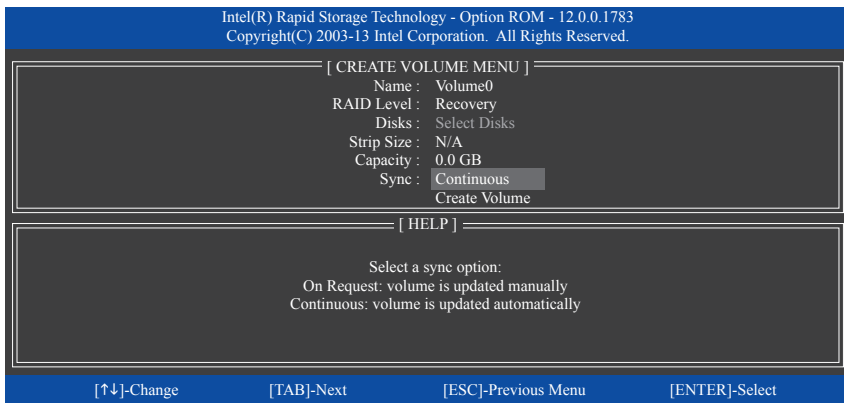 Intel(R) Rapid Storage Technology - Option ROM - 12.0.0.1783
Copyright(C) 2003-13 Intel Corporation. All Rights Reserved.
[ CREATE VOLUME MENU ]
Name : Volume0
RAID Level : Recovery
Disks : Select Disks
Strip Size : N/A
Capacity : 0.0 GB
Sync : Continuous
Create Volume
[ HELP ]
Select a sync option:
On Request: volume is updated manually
Continuous: volume is updated automatically
[↑↓]-Change [TAB]-Next [ESC]-Previous Menu [ENTER]-Select